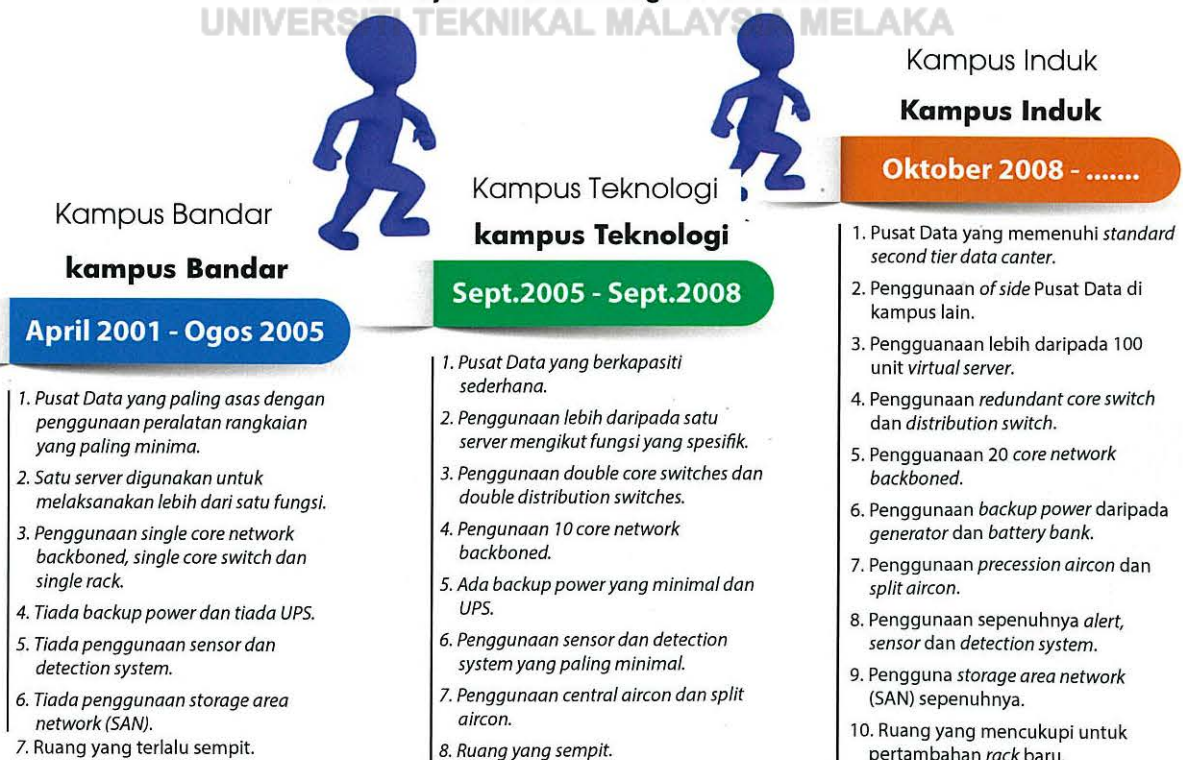 UNIVERSITI TEKNIKAL MALAYSIA MELAKA
Kampus Bandar
kampus Bandar
April 2001 - Ogos 2005
1. Pusat Data yang paling asas dengan
penggunaan peralatan rangkaian
yang paling minima.
2. Satu server digunakan untuk
melaksanakan lebih dari satu fungsi.
3. Penggunaan single core network
backboned, single core switch dan
single rack.
4. Tiada backup power dan tiada UPS.
5. Tiada penggunaan sensor dan
detection system.
6. Tiada penggunaan storage area
network (SAN).
7. Ruang yang terlalu sempit.
Kampus Teknologi
kampus Teknologi
Sept.2005 - Sept.2008
1. Pusat Data yang berkapasiti
sederhana.
2. Penggunaan lebih daripada satu
server mengikut fungsi yang spesifik.
3. Penggunaan double core switches dan
double distribution switches.
4. Pengunaan 10 core network
backboned.
5. Ada backup power yang minimal dan
UPS.
6. Penggunaan sensor dan detection
system yang paling minimal.
7. Penggunaan central aircon dan split
aircon.
8. Ruang yang sempit.
Kampus Induk
Kampus Induk
Oktober 2008 - .......
1. Pusat Data yang memenuhi standard
second tier data canter.
2. Penggunaan of side Pusat Data di
kampus lain.
3. Pengguanaan lebih daripada 100
unit virtual server.
4. Penggunaan redundant core switch
dan distribution switch.
5. Pengguanaan 20 core network
backboned.
6. Penggunaan backup power daripada
generator dan battery bank.
7. Penggunaan precession aircon dan
split aircon.
8. Penggunaan sepenuhnya alert,
sensor dan detection system.
9. Pengguna storage area network
(SAN) sepenuhnya.
10. Ruang yang mencukupi untuk
pertambahan rack baru.